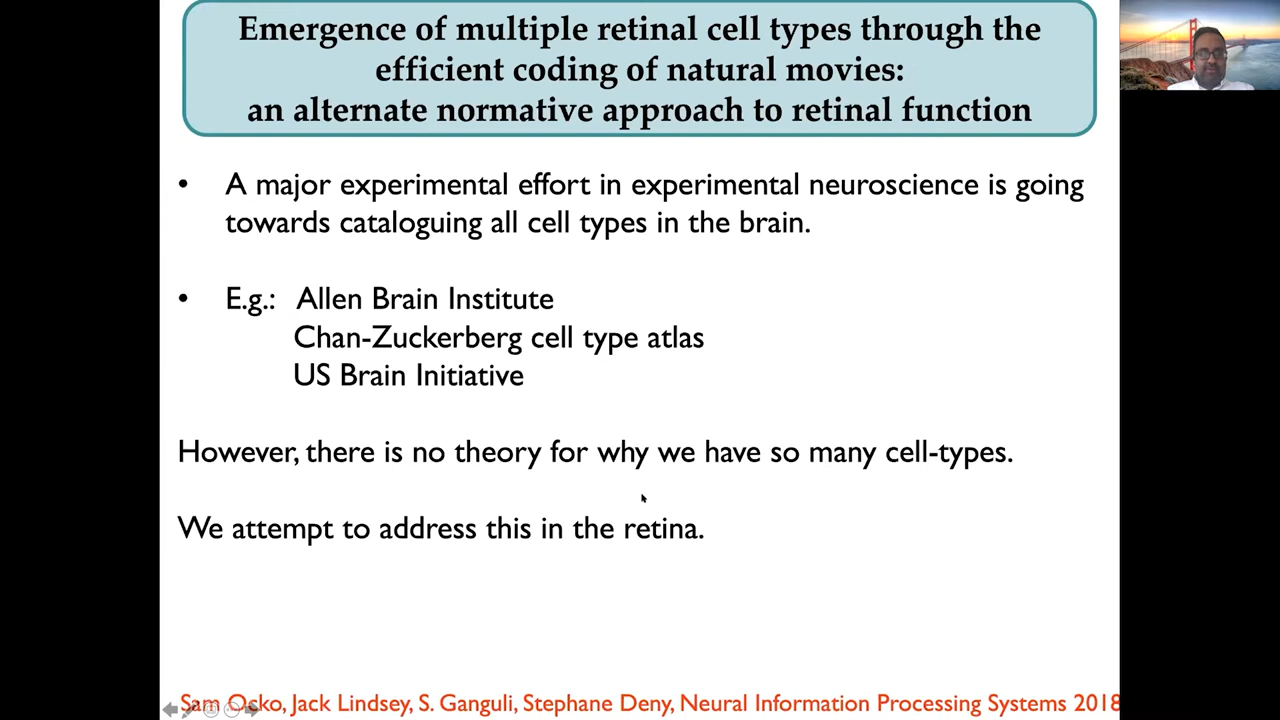 Emergence of multiple retinal cell types through the
efficient coding of natural movies:
an alternate normative approach to retinal function
• A major experimental effort in experimental neuroscience is going
towards cataloguing all cell types in the brain.
• E.g.: Allen Brain Institute
Chan-Zuckerberg cell type atlas
US Brain Initiative
However, there is no theory for why we have so many cell-types.
We attempt to address this in the retina.
Sam Ocko, Jack Lindsey, S. Ganguli, Stephane Deny, Neural Information Processing Systems 2018